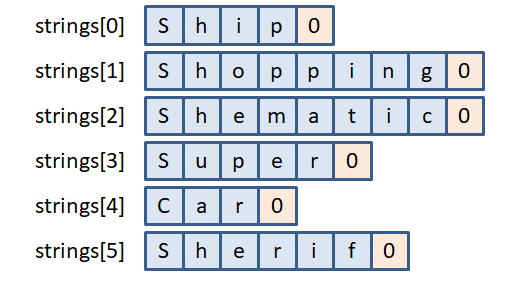 strings[0] S h i p 0
strings[1] S h o p p i n g 0
strings[2] S h e m a t i c 0
strings[3] S u p e r 0
strings[4] C a r 0
strings[5] S h e r i f 0